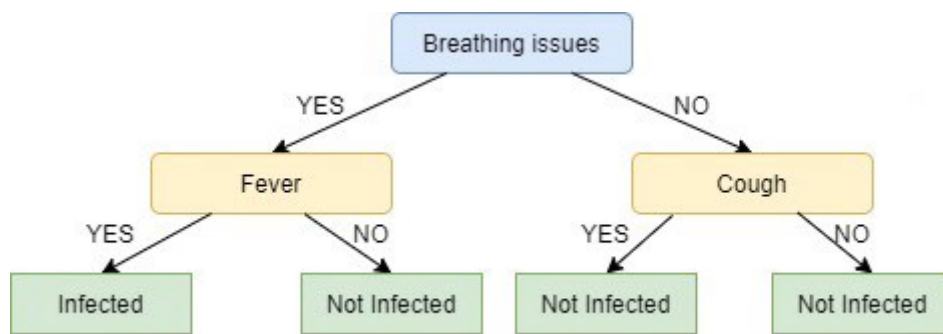 Breathing issues
YES
NO
Fever
Cough
YES
NO
YES
NO
Infected
Not Infected
Not Infected
Not Infected